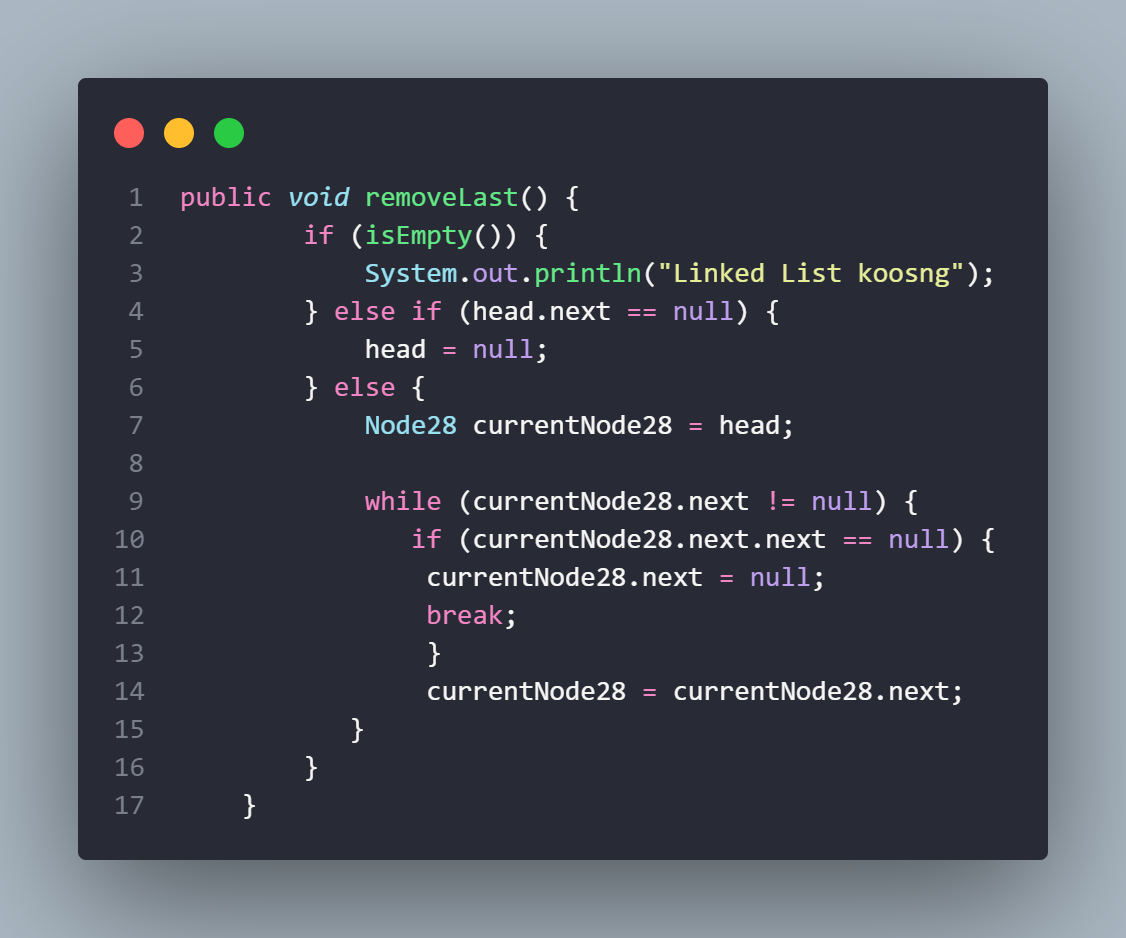 1 public void removeLast() {
2 if (isEmpty()) {
3 System.out.println("Linked List koosng");
4 } else if (head.next == null) {
5 head = null;
6 } else {
7 Node28 currentNode28 = head;
8
9 while (currentNode28.next != null) {
10 if (currentNode28.next.next == null) {
11 currentNode28.next = null;
12 break;
13 }
14 currentNode28 = currentNode28.next;
15 }
16 }
17 }